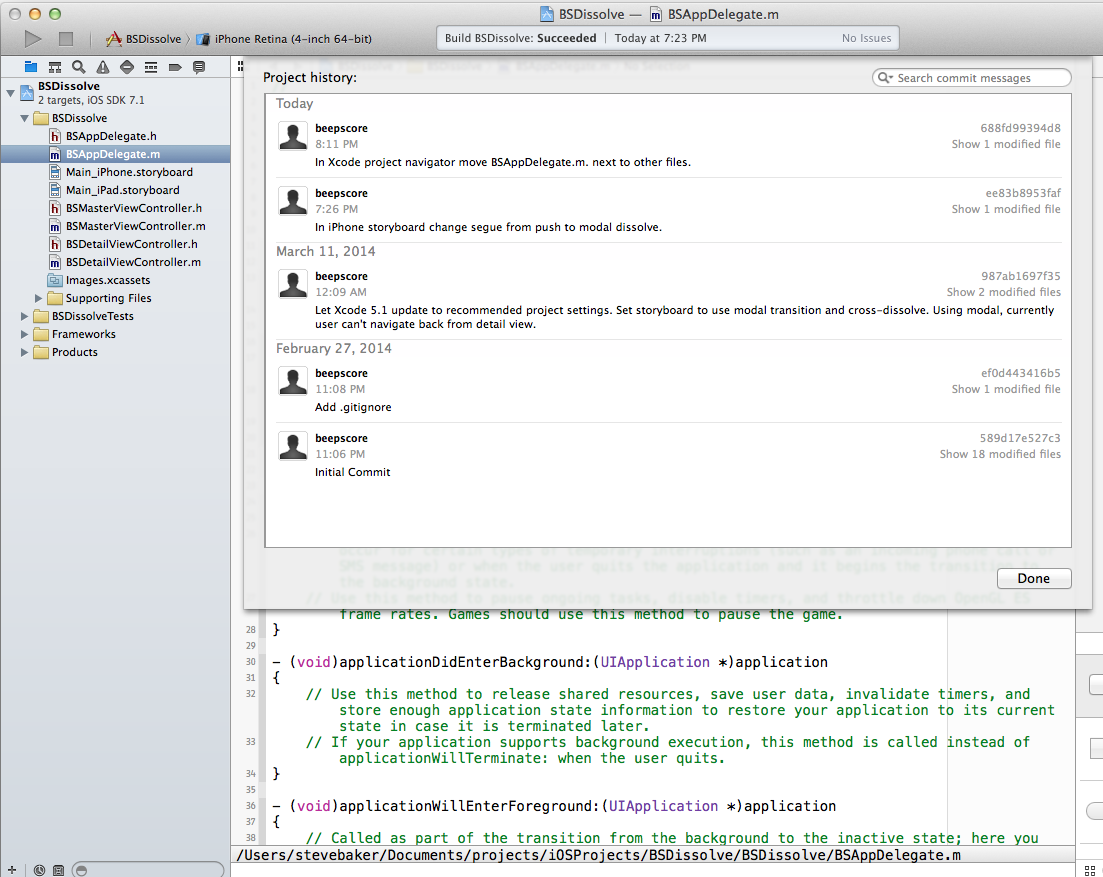 BSDissolve — BSAppDelegate.m
BSDissolve
iPhone Retina (4-inch 64-bit)
Build BSDissolve: Succeeded | Today at 7:23 PM
No Issues
BSDissolve
2 targets, iOS SDK 7.1
BSDissolve
BSAppDelegate.h
BSAppDelegate.m
Main_iPhone.storyboard
Main_iPad.storyboard
BSMasterViewController.h
BSMasterViewController.m
BSDetailViewController.h
BSDetailViewController.m
Images.xcassets
Supporting Files
BSDissolveTests
Frameworks
Products
Project history:
Search commit messages
Today
beepscore
688fd99394d8
8:11 PM
Show 1 modified file
In Xcode project navigator move BSAppDelegate.m. next to other files.
beepscore
ee83b8953faf
7:26 PM
Show 1 modified file
In iPhone storyboard change segue from push to modal dissolve.
March 11, 2014
beepscore
987ab1697f35
12:09 AM
Show 2 modified files
Let Xcode 5.1 update to recommended project settings. Set storyboard to use modal transition and cross-dissolve. Using modal, currently
user can't navigate back from detail view.
February 27, 2014
beepscore
ef0d443416b5
11:08 PM
Show 1 modified file
Add .gitignore
beepscore
589d17e527c3
11:06 PM
Show 18 modified files
Initial Commit
SMS message) or when the user quits the application and it begins the transition to
the background state.
Done
// Use this method to pause ongoing tasks, disable timers, and throttle down OpenGL ES
frame rates. Games should use this method to pause the game.
28 }
29
30 - (void)applicationDidEnterBackground:(UIApplication *)application
31 {
32 // Use this method to release shared resources, save user data, invalidate timers, and
store enough application state information to restore your application to its current
state in case it is terminated later.
33 // If your application supports background execution, this method is called instead of
applicationWillTerminate: when the user quits.
34 }
35
36 - (void)applicationWillEnterForeground:(UIApplication *)application
37 {
38 // Called as part of the transition from the background to the inactive state; here you
/Users/stevebaker/Documents/projects/iOSProjects/BSDissolve/BSDissolve/BSAppDelegate.m